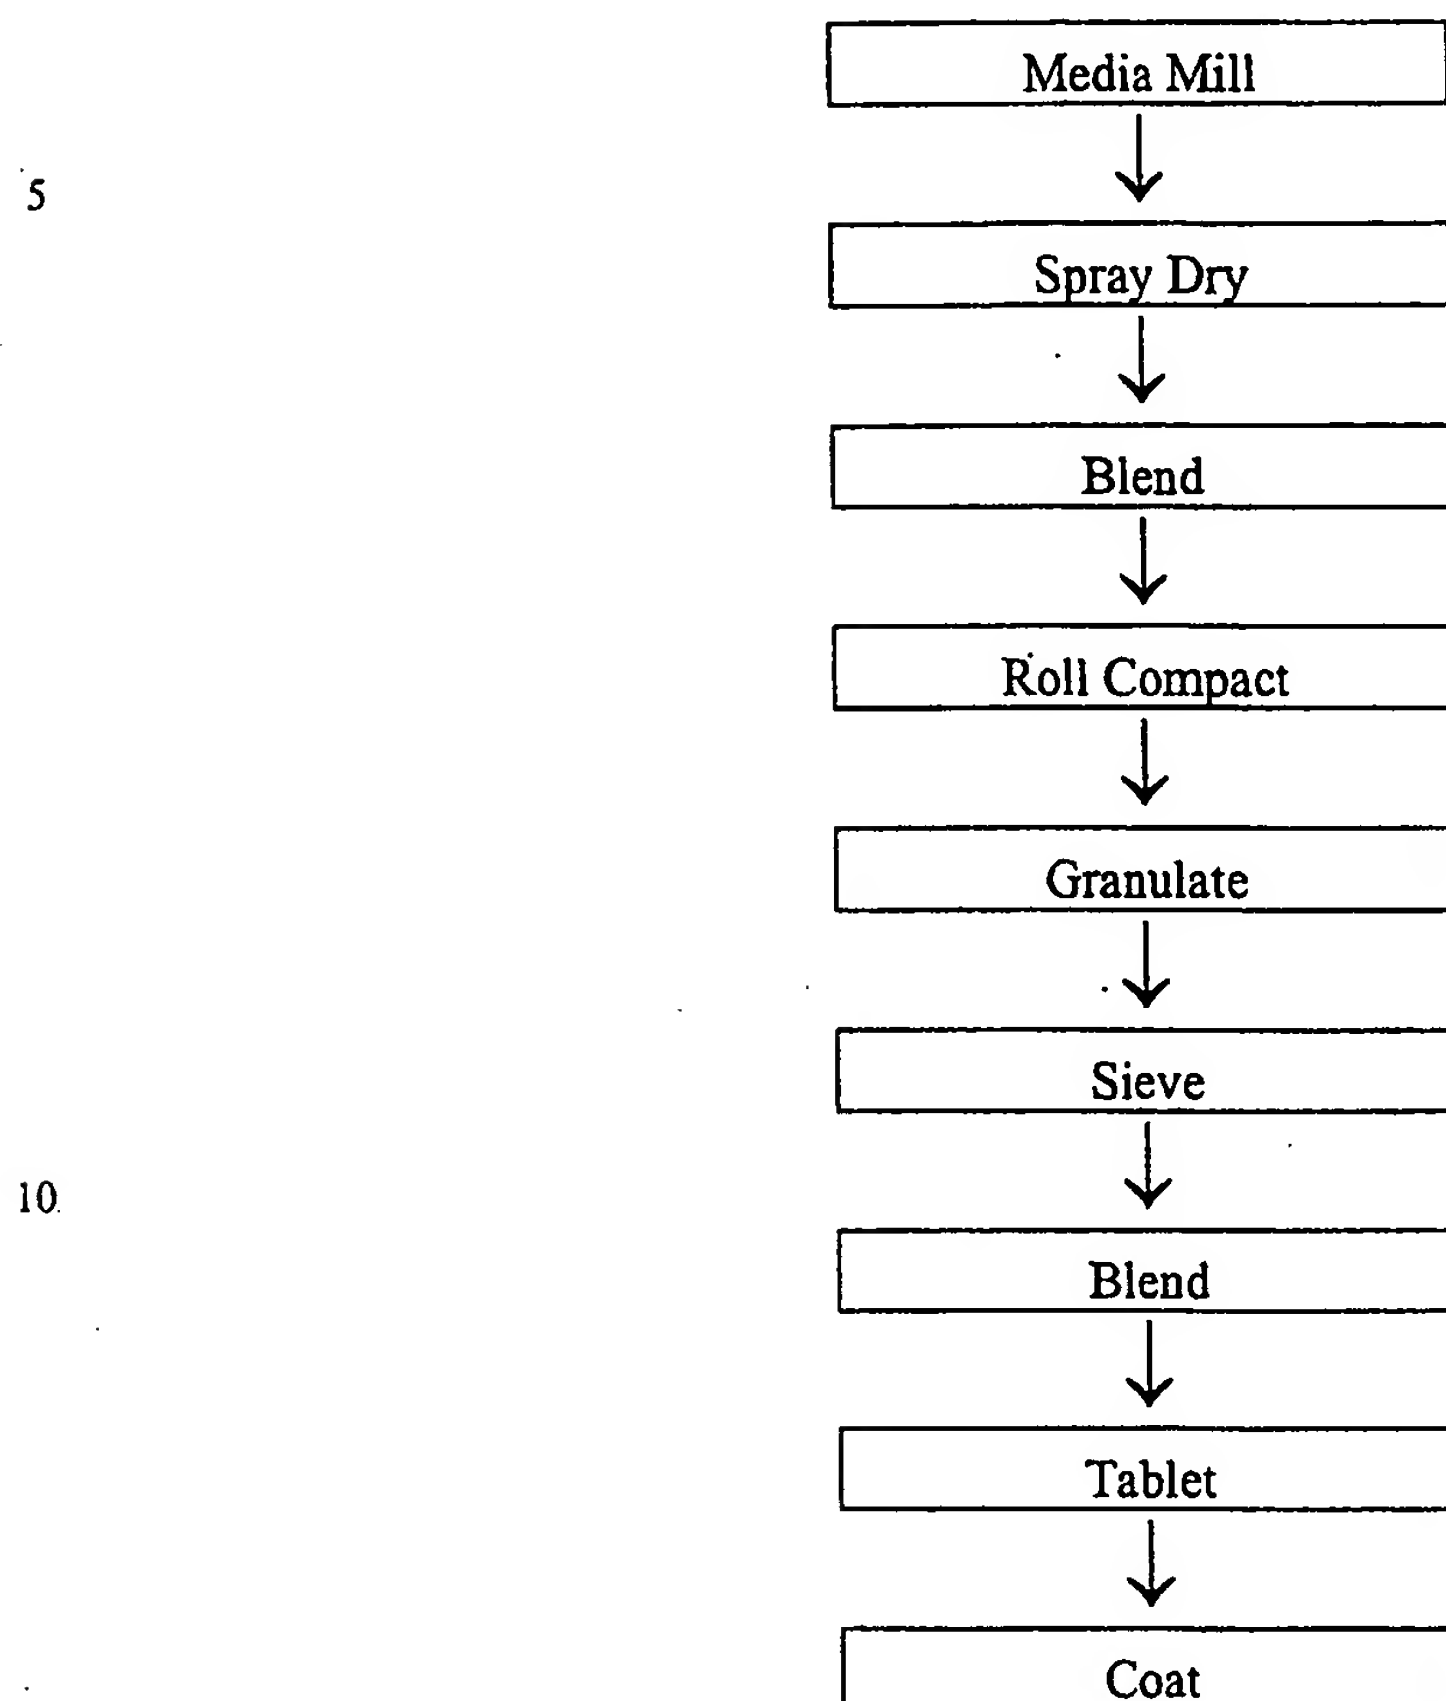 Media Mill
5
Spray Dry
Blend
Roll Compact
Granulate
Sieve
10
Blend
Tablet
Coat